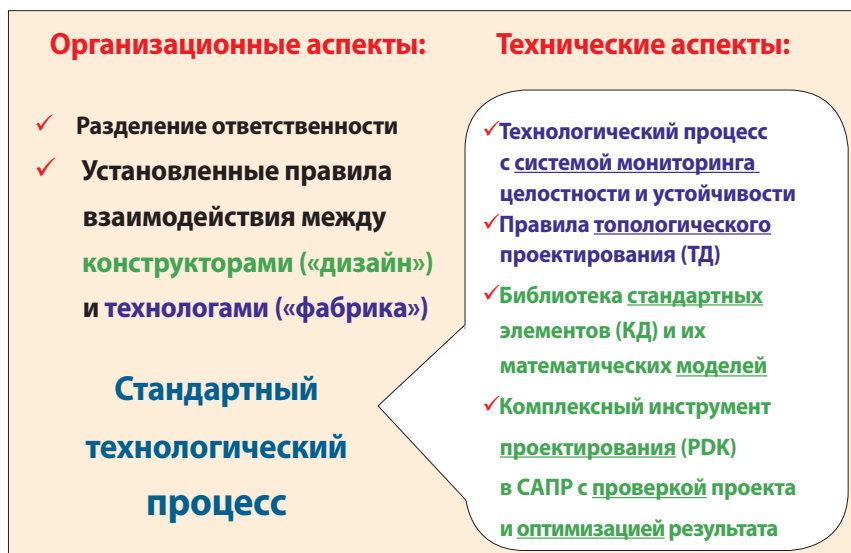 Организационные аспекты:
Разделение ответственности
Установленные правила
взаимодействия между
конструкторами («дизайн»)
и технологами («фабрика»)
Стандартный
технологический
процесс
Технические аспекты:
Технологический процесс
с системой мониторинга
целостности и устойчивости
Правила топологического
проектирования (ТД)
Библиотека стандартных
элементов (КД) и их
математических моделей
Комплексный инструмент
проектирования (PDK)
в САПР с проверкой проекта
и оптимизацией результата